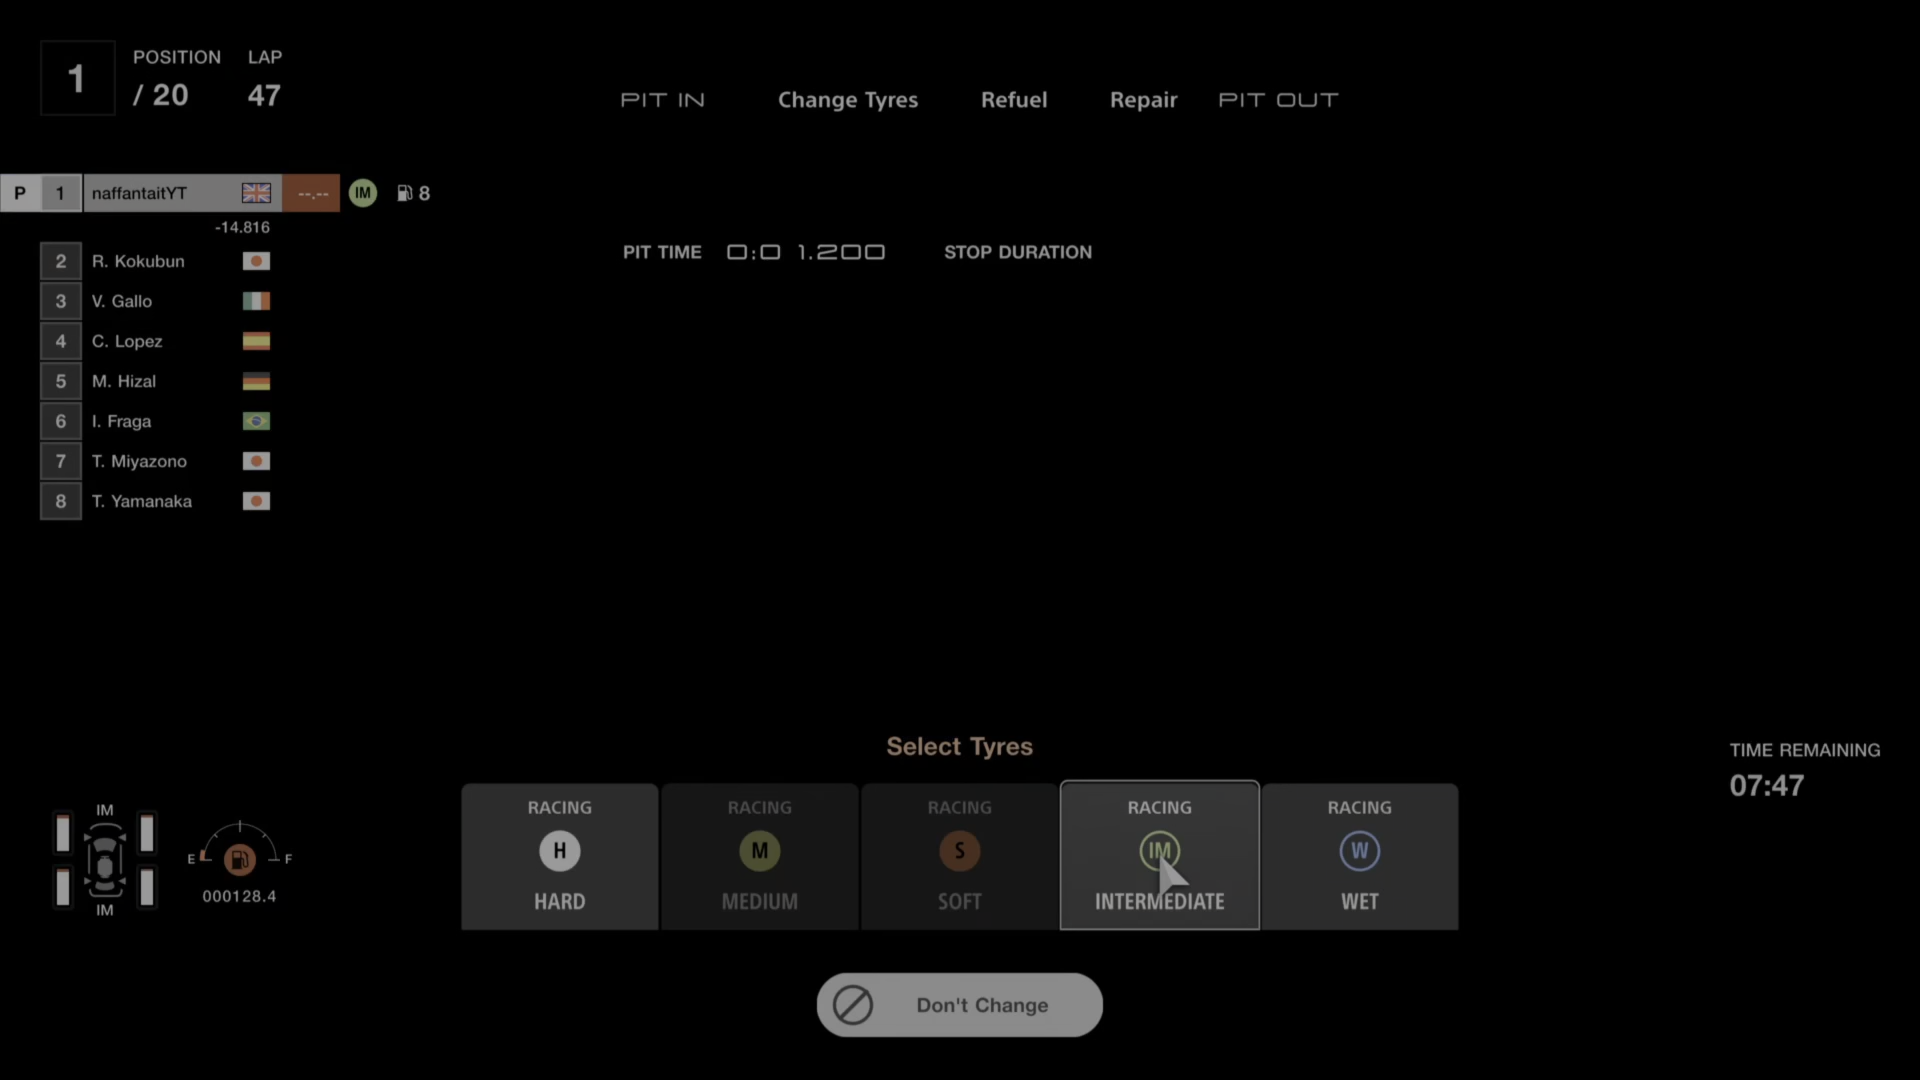 1
POSITION LAP
/ 20 47
PIT IN Change Tyres Refuel Repair PIT OUT
P 1 naffantaitYT --.-- IM 8
-14.816
2 R. Kokubun
3 V. Gallo
4 C. Lopez
5 M. Hizal
6 I. Fraga
7 T. Miyazono
8 T. Yamanaka
PIT TIME 0:0 1.200 STOP DURATION
Select Tyres
RACING H HARD
RACING M MEDIUM
RACING S SOFT
RACING IM INTERMEDIATE
RACING W WET
Don't Change
IM
IM
E F
000128.4
TIME REMAINING
07:47